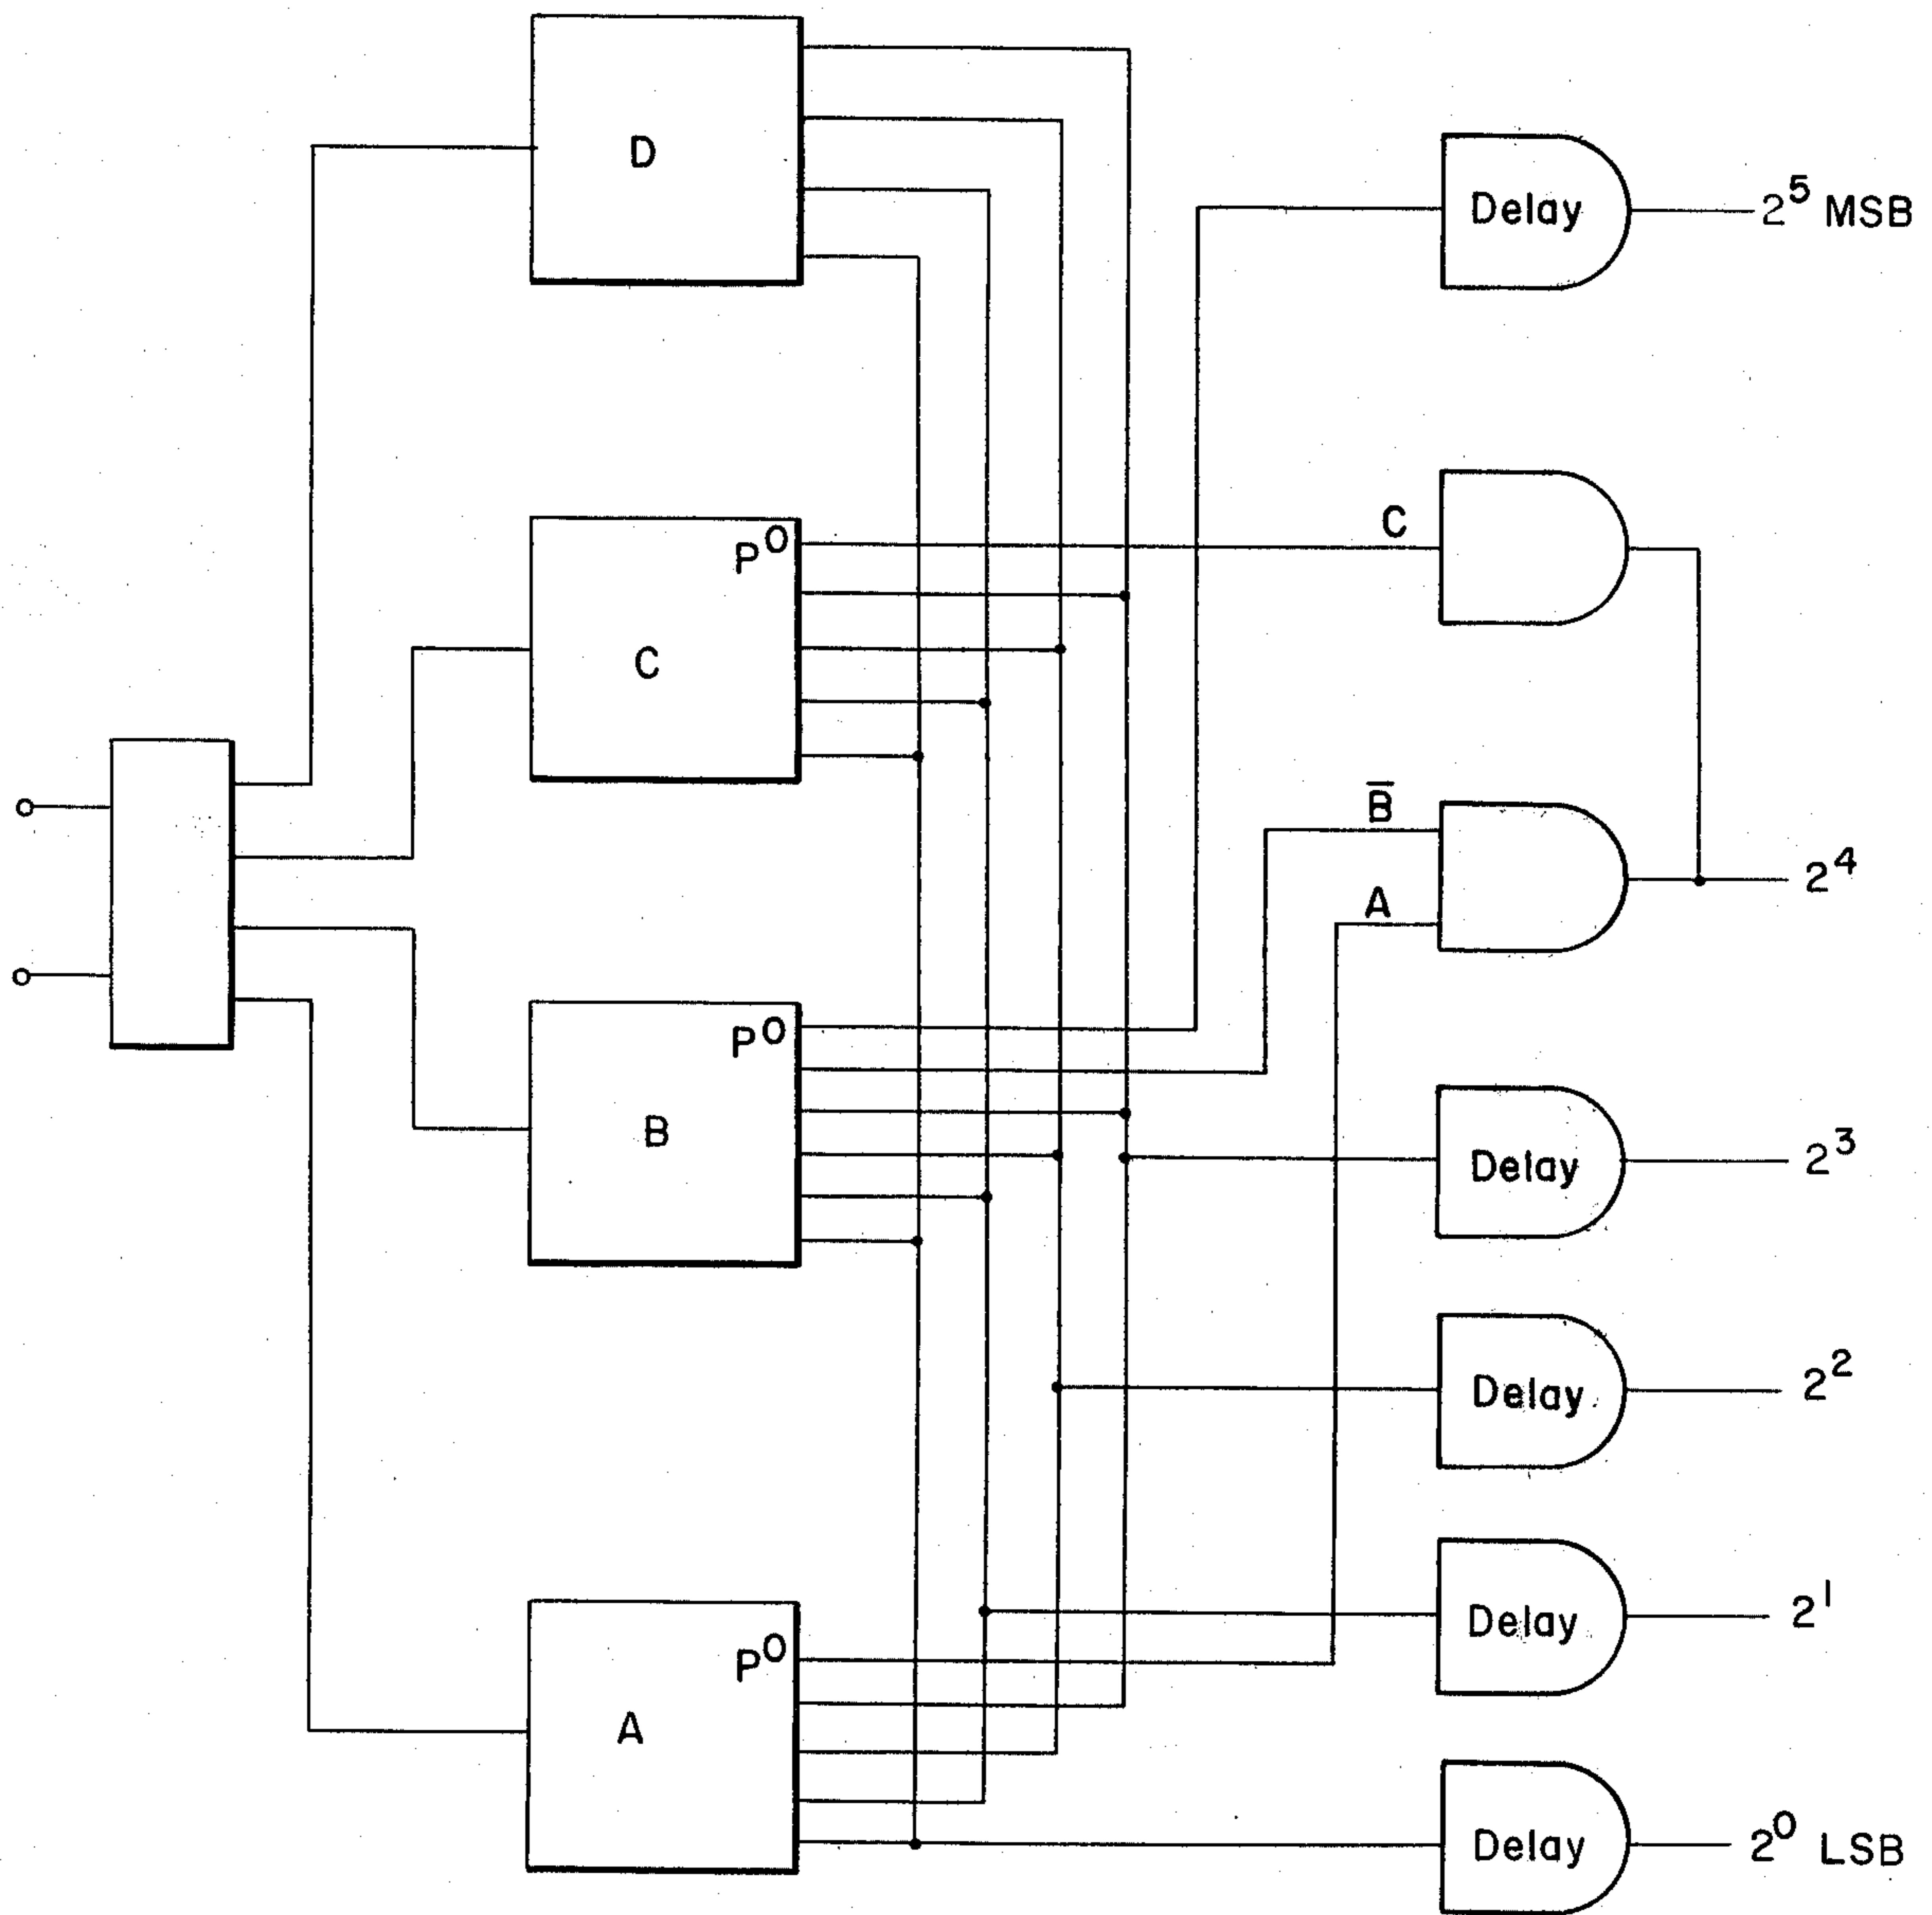 D
Delay
2⁵ MSB
P⁰
C
C
B̅
A
2⁴
P⁰
B
Delay
2³
Delay
2²
Delay
2¹
P⁰
A
Delay
2⁰ LSB